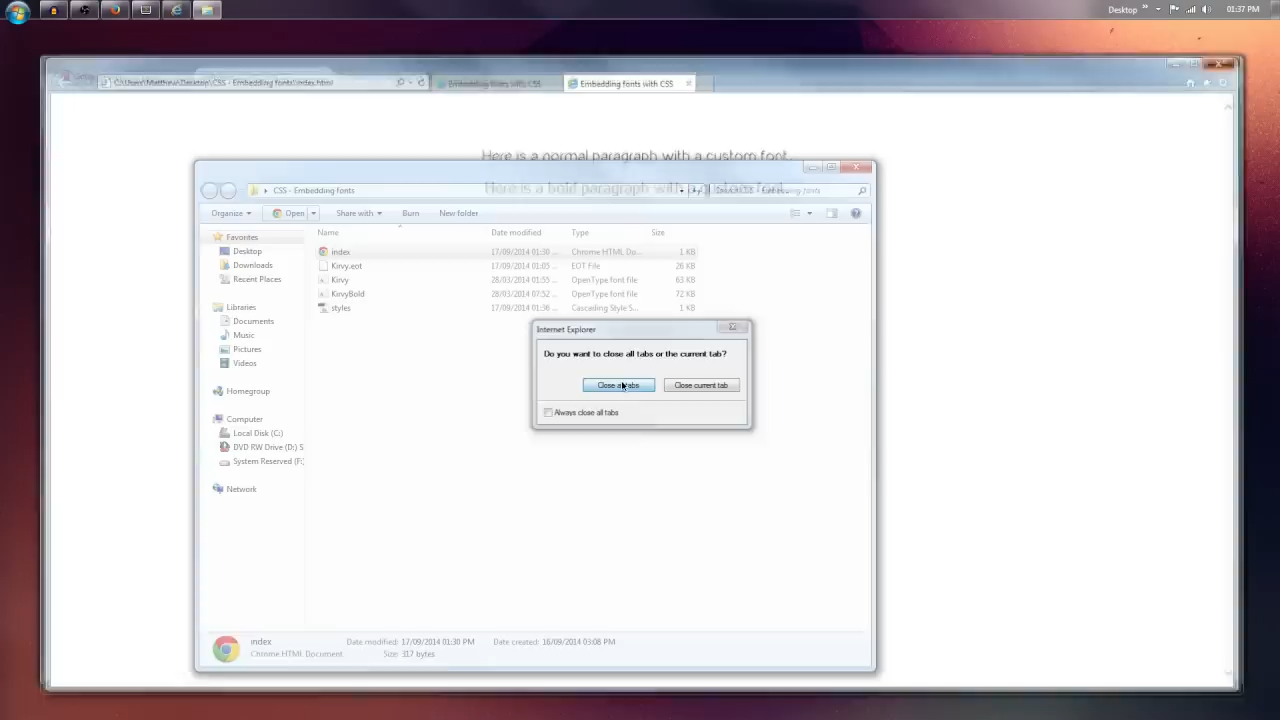 Desktop
01:37 PM
C:\Users\Matthew\Desktop\CSS - Embedding fonts\index.html
Embedding fonts with CSS
Embedding fonts with CSS
Here is a normal paragraph with a custom font.
Here is a bold paragraph with a custom font.
CSS - Embedding fonts
Organize
Open
Share with
Burn
New folder
Name
Date modified
Type
Size
Favorites
Desktop
Downloads
Recent Places
Libraries
Documents
Music
Pictures
Videos
Homegroup
Computer
Local Disk (C:)
DVD RW Drive (D:) S
System Reserved (F:
Network
index 17/09/2014 01:30 ... Chrome HTML Do... 1 KB
Kirvy.eot 17/09/2014 01:05 ... EOT File 26 KB
Kirvy 28/03/2014 01:55 ... OpenType font file 63 KB
KirvyBold 28/03/2014 07:52 ... OpenType font file 72 KB
styles 17/09/2014 01:36 ... Cascading Style S... 1 KB
Internet Explorer
Do you want to close all tabs or the current tab?
Close all tabs
Close current tab
Always close all tabs
index
Date modified: 17/09/2014 01:30 PM
Date created: 16/09/2014 03:08 PM
Chrome HTML Document
Size: 317 bytes